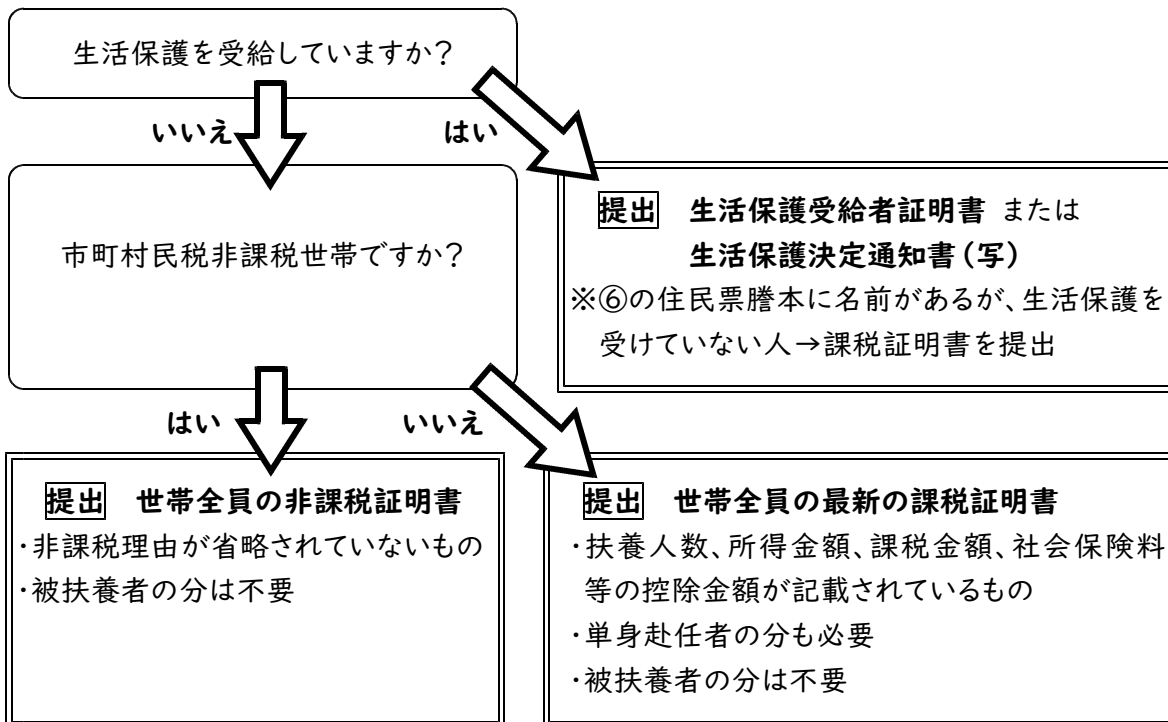 生活保護を受給していますか？
いいえ
はい
市町村民税非課税世帯ですか？
提出 生活保護受給者証明書 または
生活保護決定通知書（写）
※⑥の住民票謄本に名前があるが、生活保護を
受けていない人→課税証明書を提出
はい
いいえ
提出 世帯全員の非課税証明書
・非課税理由が省略されていないもの
・被扶養者の分は不要
提出 世帯全員の最新の課税証明書
・扶養人数、所得金額、課税金額、社会保険料
等の控除金額が記載されているもの
・単身赴任者の分も必要
・被扶養者の分は不要